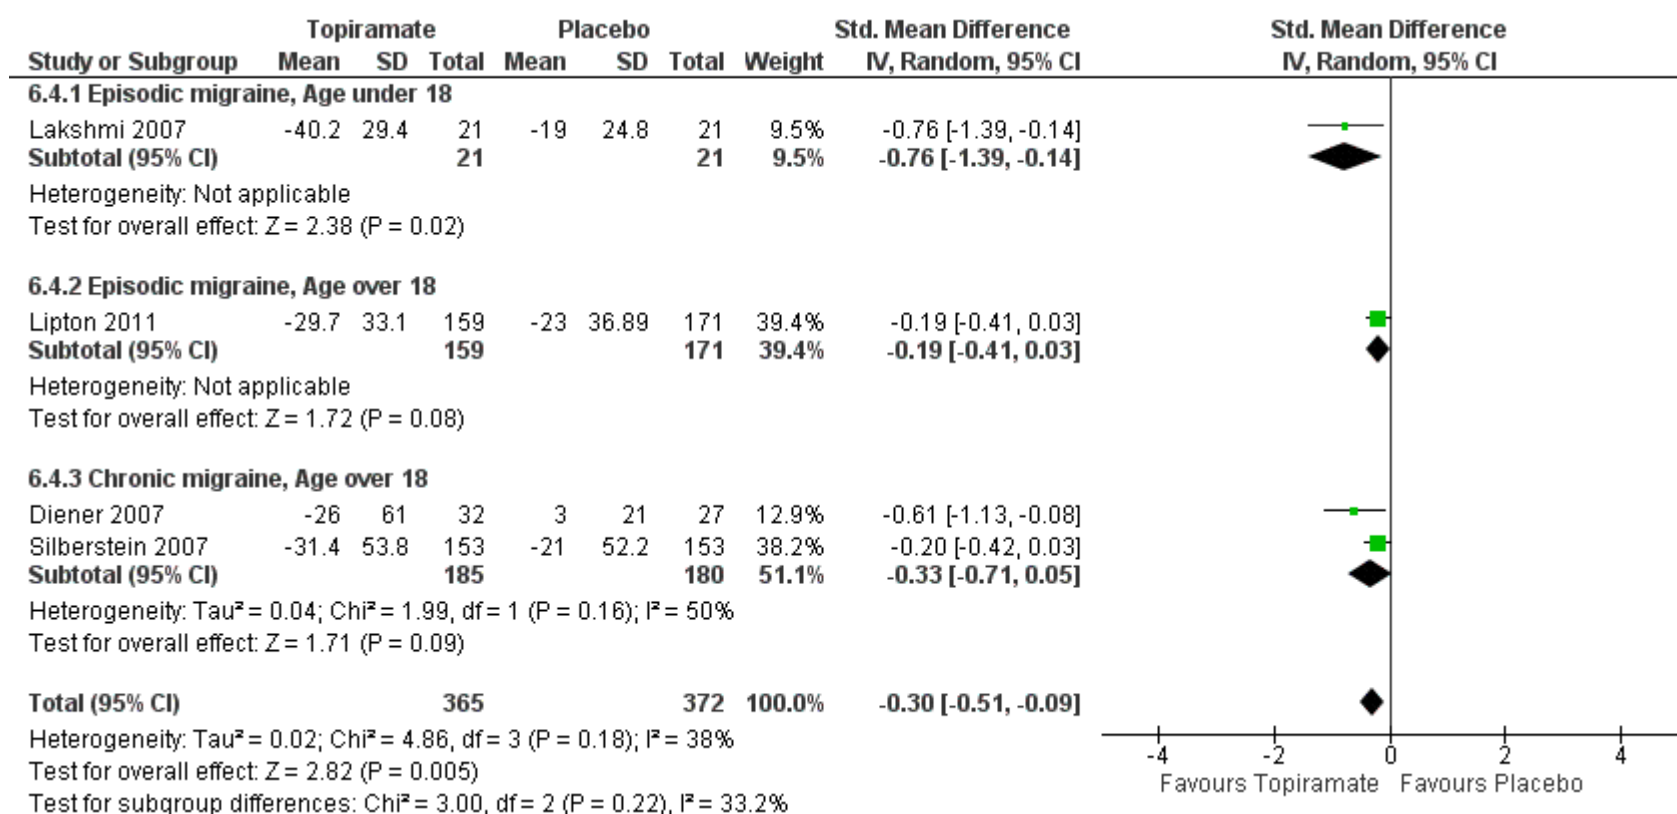 Topiramate Placebo Std. Mean Difference Std. Mean Difference
Study or Subgroup Mean SD Total Mean SD Total Weight IV, Random, 95% CI IV, Random, 95% CI
6.4.1 Episodic migraine, Age under 18
Lakshmi 2007 -40.2 29.4 21 -19 24.8 21 9.5% -0.76 [-1.39, -0.14]
Subtotal (95% CI) 21 21 9.5% -0.76 [-1.39, -0.14]
Heterogeneity: Not applicable
Test for overall effect: Z = 2.38 (P = 0.02)
6.4.2 Episodic migraine, Age over 18
Lipton 2011 -29.7 33.1 159 -23 36.89 171 39.4% -0.19 [-0.41, 0.03]
Subtotal (95% CI) 159 171 39.4% -0.19 [-0.41, 0.03]
Heterogeneity: Not applicable
Test for overall effect: Z = 1.72 (P = 0.08)
6.4.3 Chronic migraine, Age over 18
Diener 2007 -26 61 32 3 21 27 12.9% -0.61 [-1.13, -0.08]
Silberstein 2007 -31.4 53.8 153 -21 52.2 153 38.2% -0.20 [-0.42, 0.03]
Subtotal (95% CI) 185 180 51.1% -0.33 [-0.71, 0.05]
Heterogeneity: Tau² = 0.04; Chi² = 1.99, df = 1 (P = 0.16); I² = 50%
Test for overall effect: Z = 1.71 (P = 0.09)
Total (95% CI) 365 372 100.0% -0.30 [-0.51, -0.09]
Heterogeneity: Tau² = 0.02; Chi² = 4.86, df = 3 (P = 0.18); I² = 38%
Test for overall effect: Z = 2.82 (P = 0.005)
Test for subgroup differences: Chi² = 3.00, df = 2 (P = 0.22), I² = 33.2%
-4 -2 0 2 4
Favours Topiramate Favours Placebo